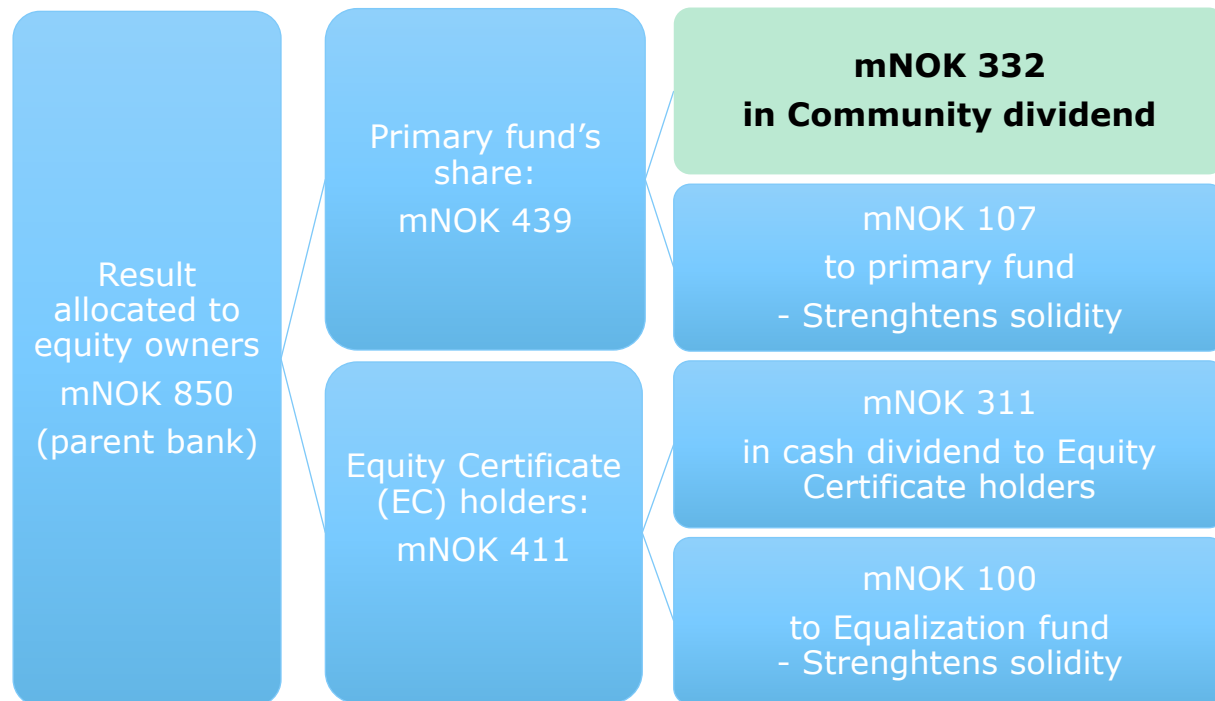 Result
allocated to
equity owners
mNOK 850
(parent bank)
Primary fund’s
share:
mNOK 439
mNOK 332
in Community dividend
mNOK 107
to primary fund
- Strenghtens solidity
Equity Certificate
(EC) holders:
mNOK 411
mNOK 311
in cash dividend to Equity
Certificate holders
mNOK 100
to Equalization fund
- Strenghtens solidity